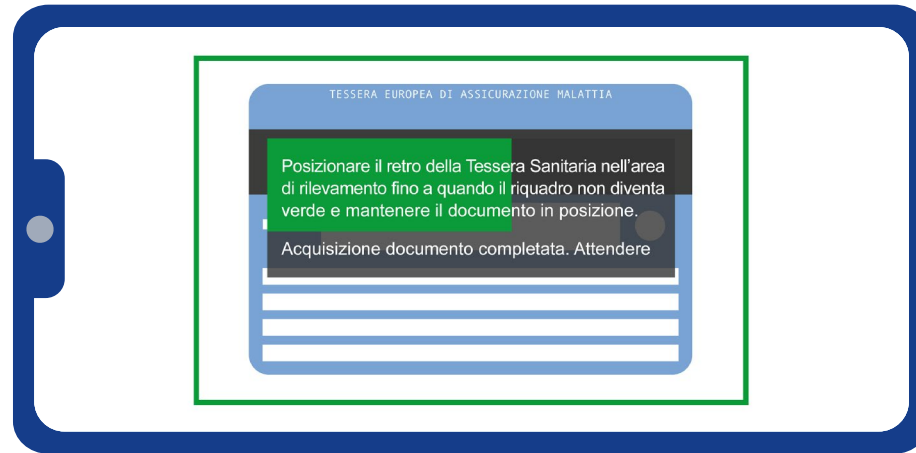 TESSERA EUROPEA DI ASSICURAZIONE MALATTIA
Posizionare il retro della Tessera Sanitaria nell'area
di rilevamento fino a quando il riquadro non diventa
verde e mantenere il documento in posizione.
Acquisizione documento completata. Attendere